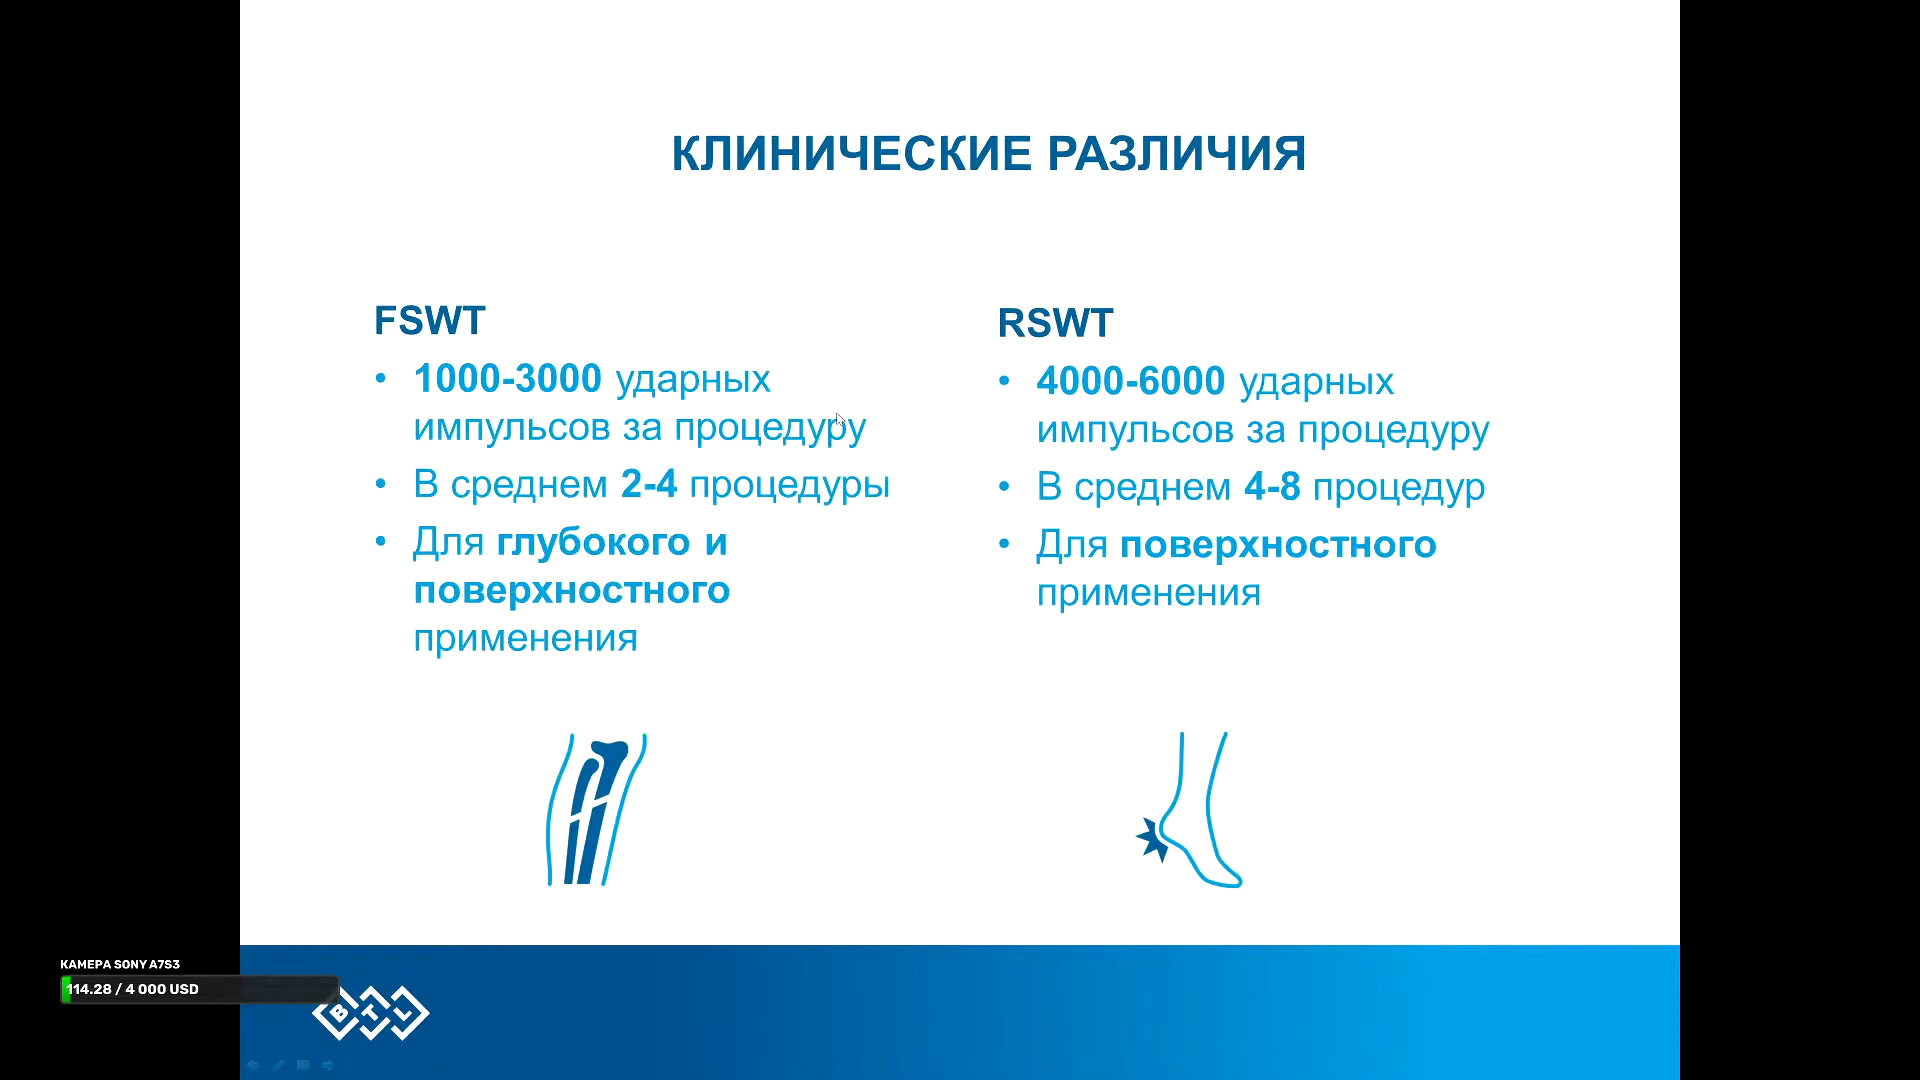 КЛИНИЧЕСКИЕ РАЗЛИЧИЯ
FSWT
• 1000-3000 ударных
импульсов за процедуру
• В среднем 2-4 процедуры
• Для глубокого и
поверхностного
применения
RSWT
• 4000-6000 ударных
импульсов за процедуру
• В среднем 4-8 процедур
• Для поверхностного
применения
КАМЕРА SONY A7S3
114.28 / 4 000 USD
BTL